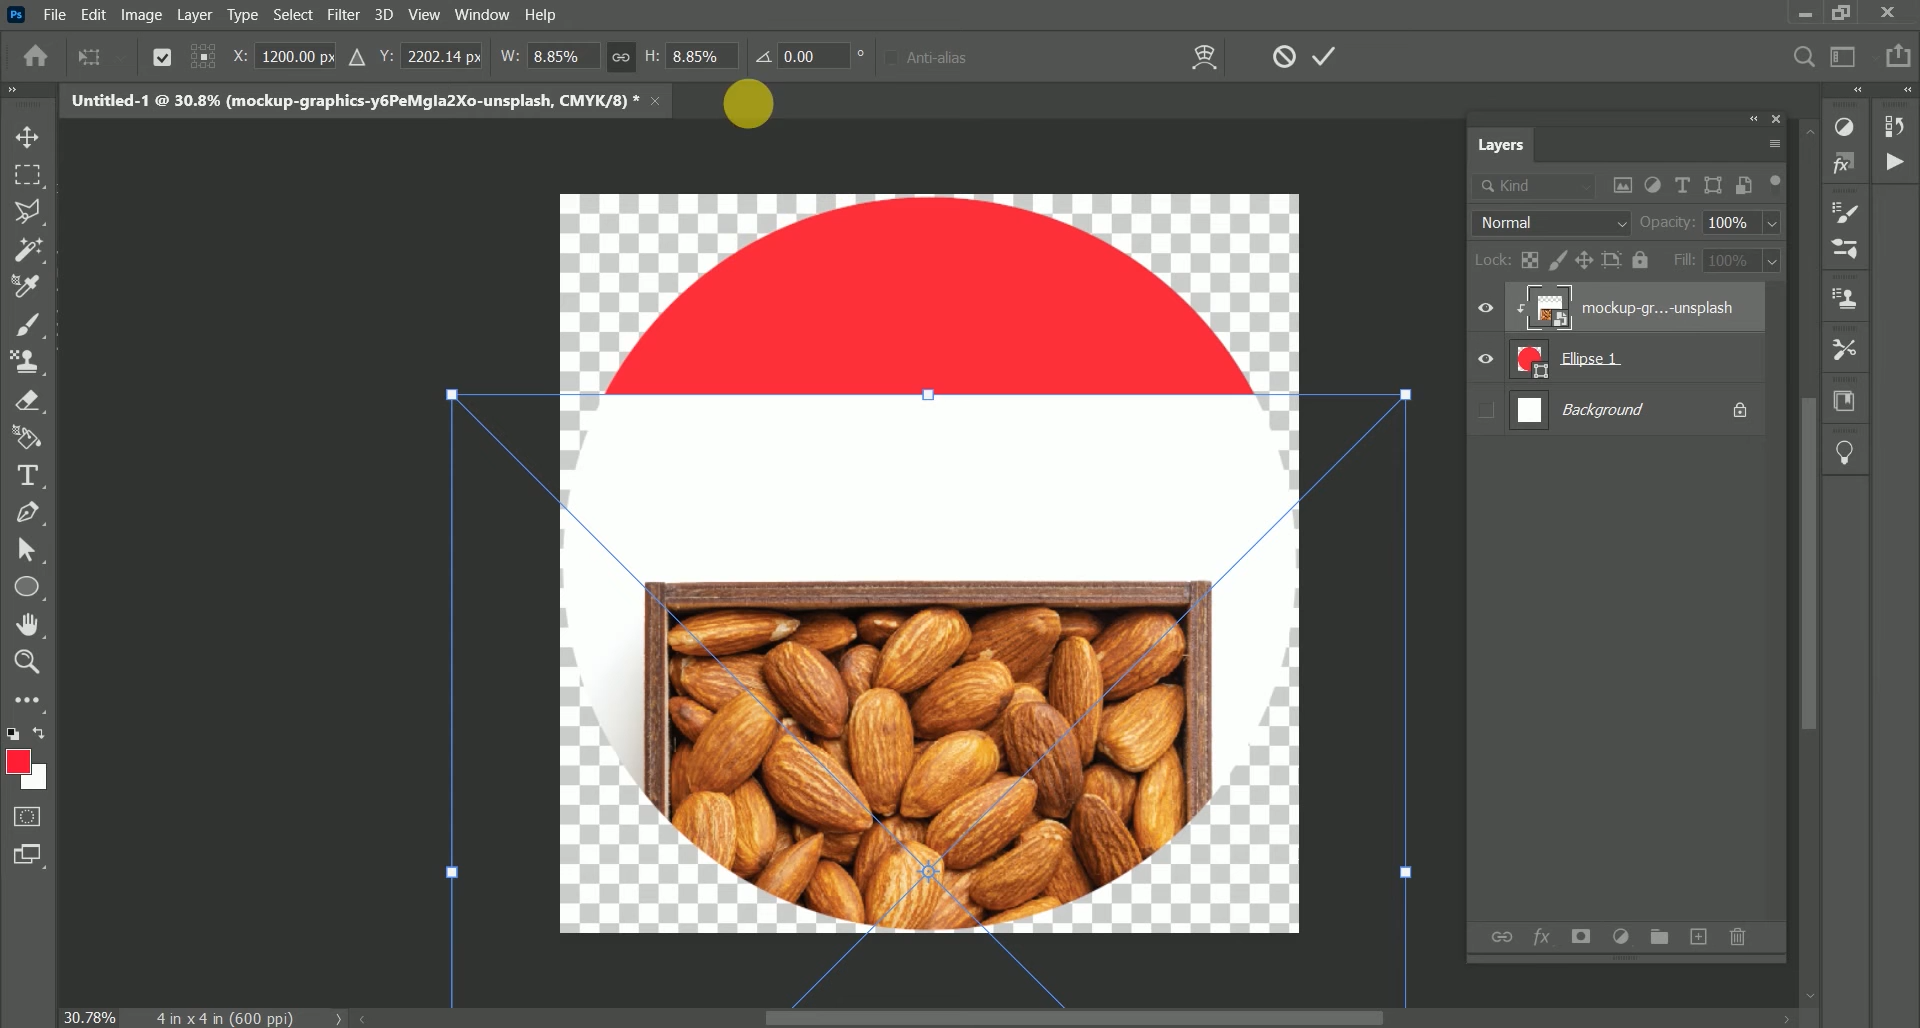 Ps File Edit Image Layer Type Select Filter 3D View Window Help
X: 1200.00 px Y: 2202.14 px W: 8.85% H: 8.85% 0.00 ° Anti-alias
Untitled-1 @ 30.8% (mockup-graphics-y6PeMgIa2Xo-unsplash, CMYK/8) * ×
Layers
Kind
Normal Opacity: 100%
Lock: Fill: 100%
mockup-gr...-unsplash
fx
Ellipse 1
Background
T
fx
30.78% 4 in x 4 in (600 ppi)